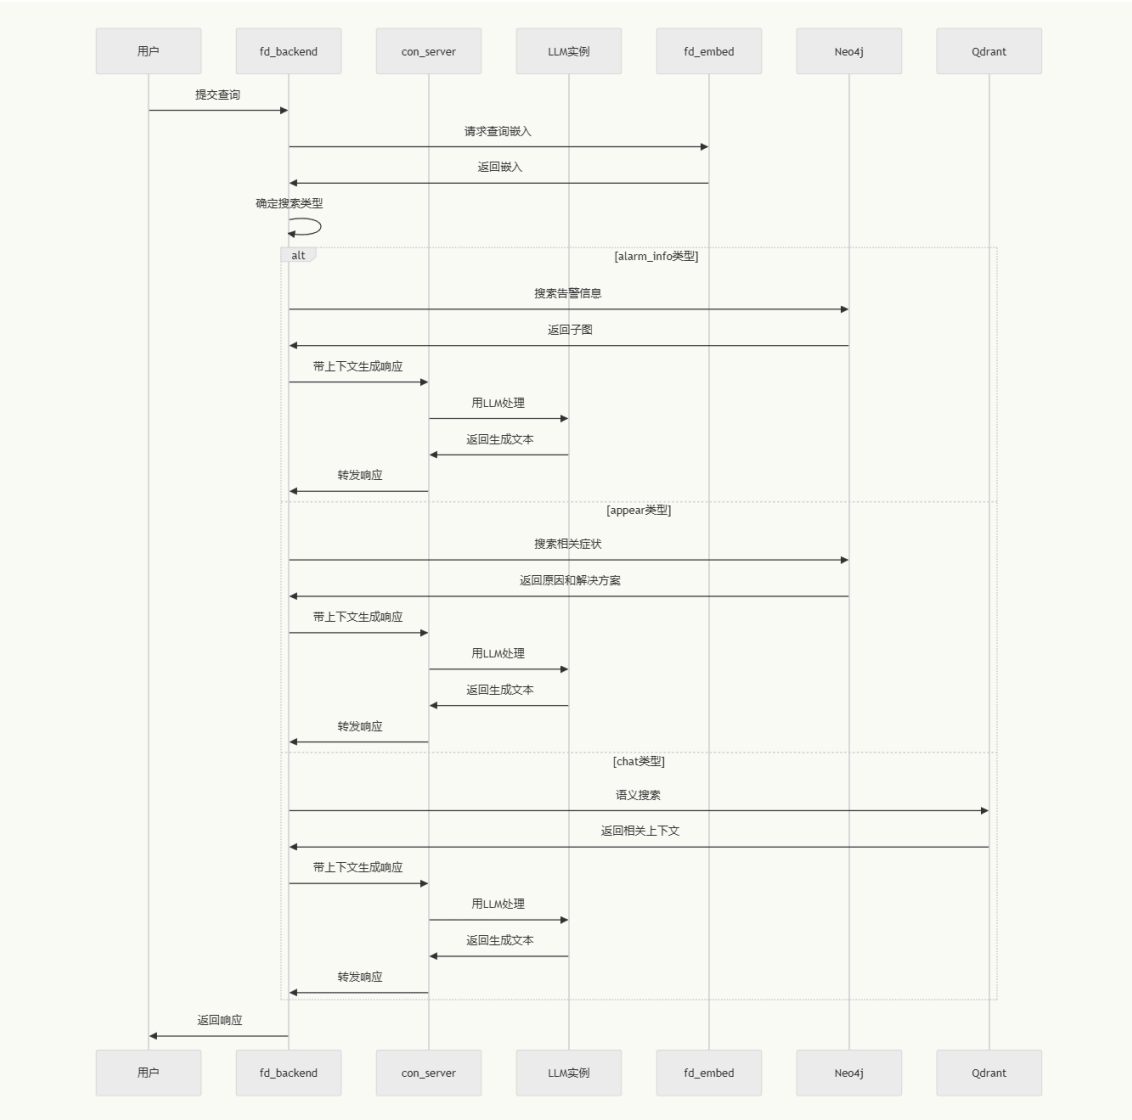 用户
fd_backend
con_server
LLM实例
fd_embed
Neo4j
Qdrant
提交查询
请求查询嵌入
返回嵌入
确定搜索类型
alt
[alarm_info类型]
搜索告警信息
返回子图
带上下文生成响应
用LLM处理
返回生成文本
转发响应
[appear类型]
搜索相关症状
返回原因和解决方案
带上下文生成响应
用LLM处理
返回生成文本
转发响应
[chat类型]
语义搜索
返回相关上下文
带上下文生成响应
用LLM处理
返回生成文本
转发响应
返回响应
用户
fd_backend
con_server
LLM实例
fd_embed
Neo4j
Qdrant